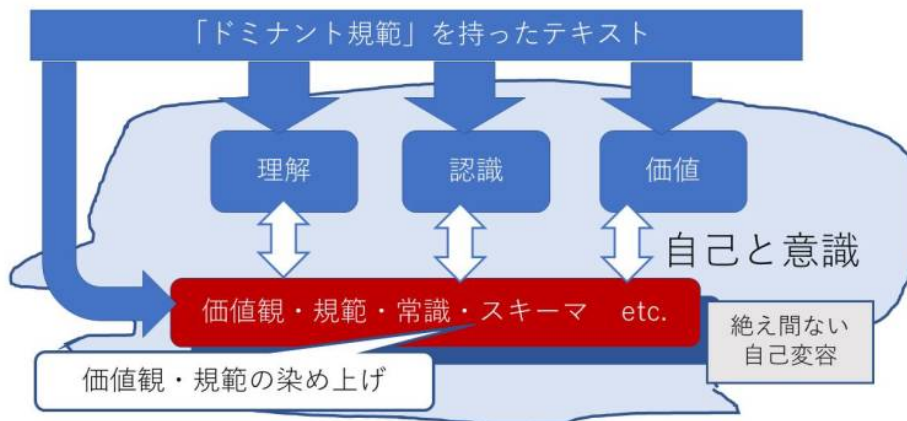 「ドミナント規範」を持ったテキスト
理解
認識
価値
自己と意識
価値観・規範・常識・スキーマ　etc.
絶え間ない
自己変容
価値観・規範の染め上げ